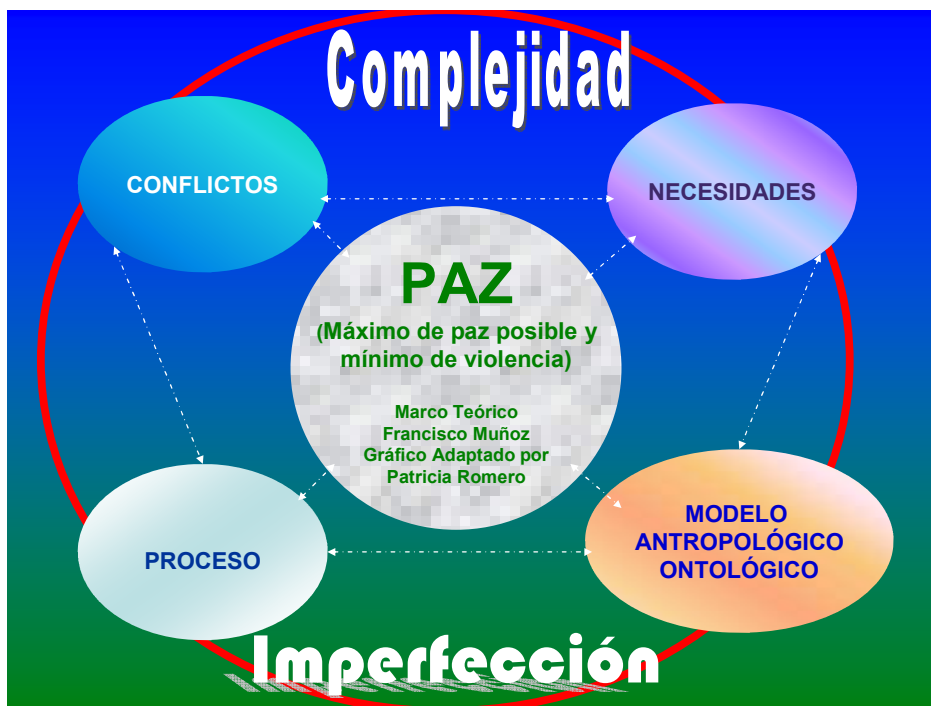 Complejidad
CONFLICTOS
NECESIDADES
PAZ
(Máximo de paz posible y
mínimo de violencia)
Marco Teórico
Francisco Muñoz
Gráfico Adaptado por
Patricia Romero
PROCESO
MODELO
ANTROPOLÓGICO
ONTOLÓGICO
Imperfección